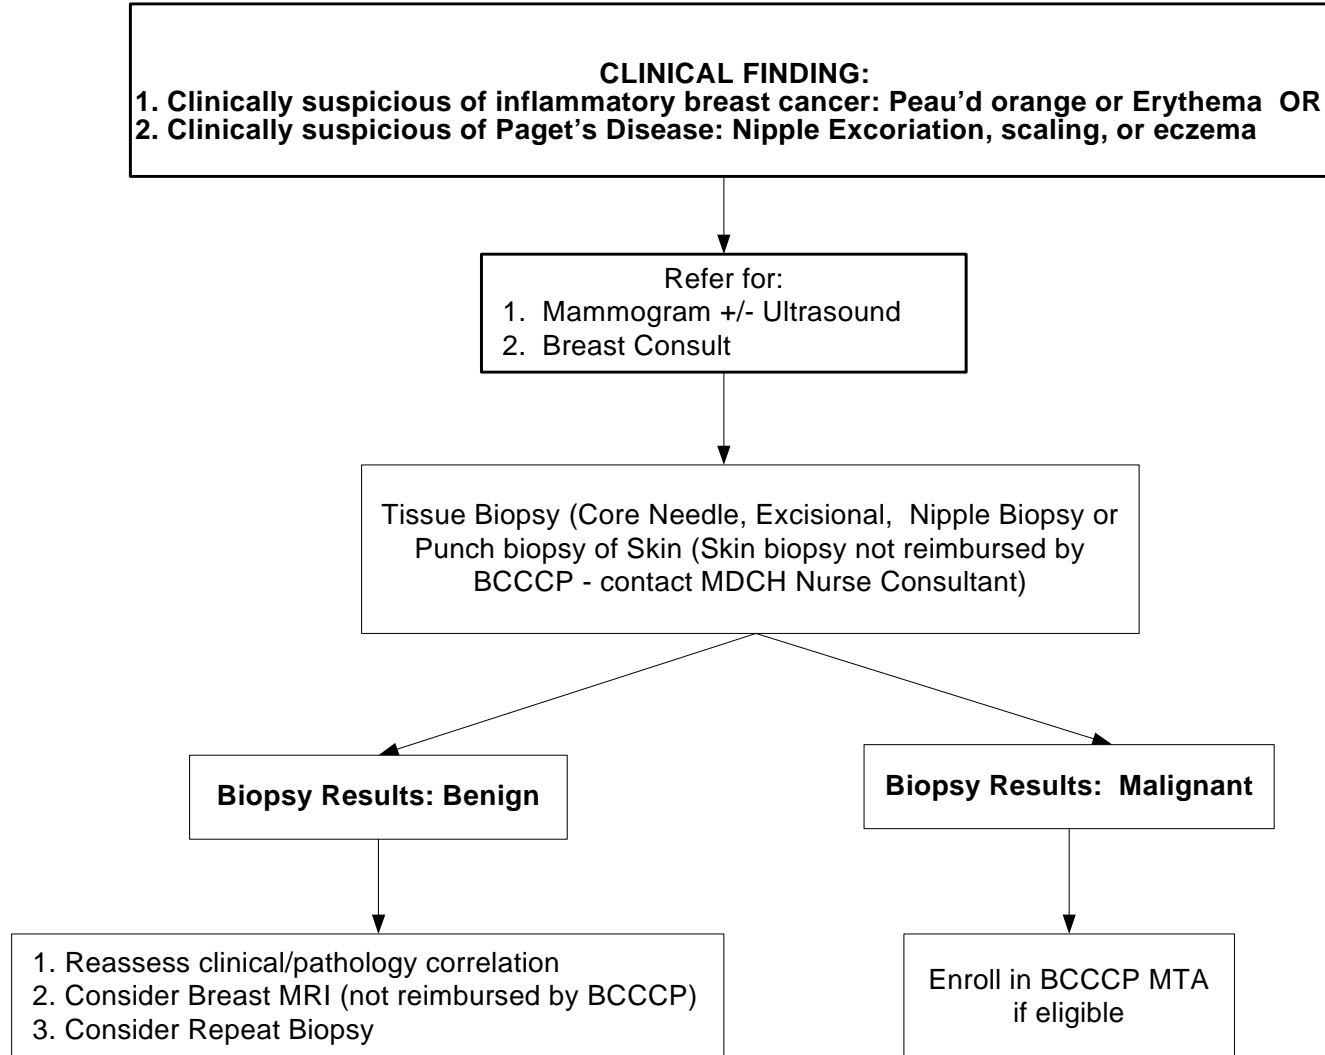 CLINICAL FINDING:
1. Clinically suspicious of inflammatory breast cancer: Peau’d orange or Erythema  OR
2. Clinically suspicious of Paget’s Disease: Nipple Excoriation, scaling, or eczema
Refer for:
1.  Mammogram +/- Ultrasound
2.  Breast Consult
Tissue Biopsy (Core Needle, Excisional,  Nipple Biopsy or
Punch biopsy of Skin (Skin biopsy not reimbursed by
BCCCP - contact MDCH Nurse Consultant)
Biopsy Results: Benign
Biopsy Results:  Malignant
1. Reassess clinical/pathology correlation
2. Consider Breast MRI (not reimbursed by BCCCP)
3. Consider Repeat Biopsy
Enroll in BCCCP MTA
if eligible